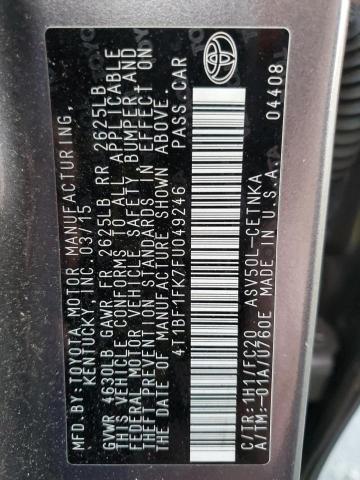 MFD.BY:TOYOTA MOTOR MANUFACTURING,
KENTUCKY,INC.03/15
GVWR 4630LB GAWR FR 2625LB RR 2625LB
THIS VEHICLE CONFORMS TO ALL APPLICABLE
FEDERAL MOTOR VEHICLE SAFETY, BUMPER,AND
THEFT PREVENTION STANDARDS IN EFFECT ON
THE DATE OF MANUFACTURE SHOWN ABOVE.
4T1BF1FK7FU049246 PASS.CAR
C/TR:1H1/FC20 ASV50L-CETNKA
A/TM:-01A/U760E MADE IN U.S.A. 04408